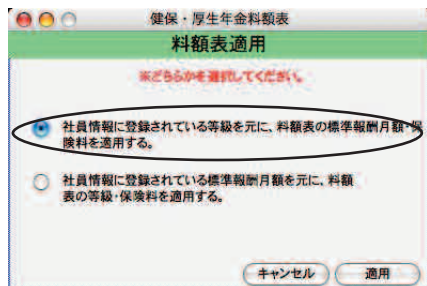 健保・厚生年金料額表
料額表適用
※どちらかを選択してください。
社員情報に登録されている等級を元に、料額表の標準報酬月額・保
険料を適用する。
社員情報に登録されている標準報酬月額を元に、料額
表の等級・保険料を適用する。
キャンセル 適用